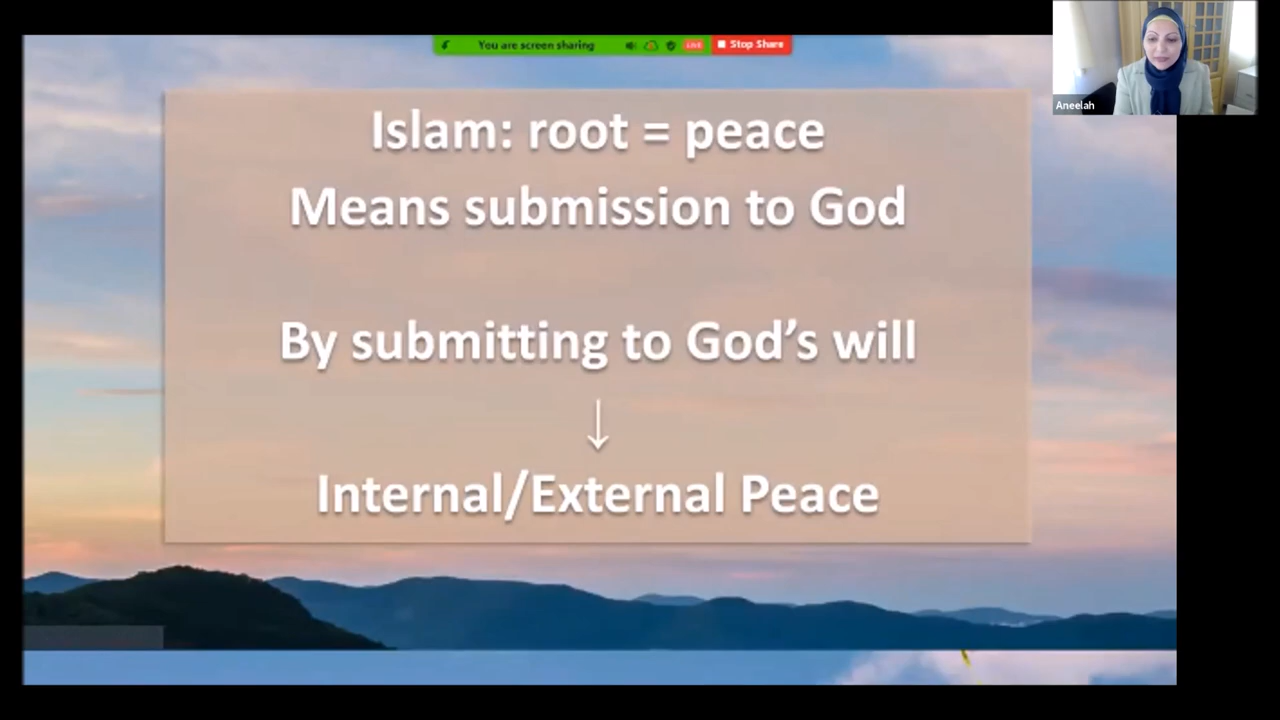 You are screen sharing
LIVE
Stop Share
Aneelah
Islam: root = peace
Means submission to God
By submitting to God’s will
↓
Internal/External Peace